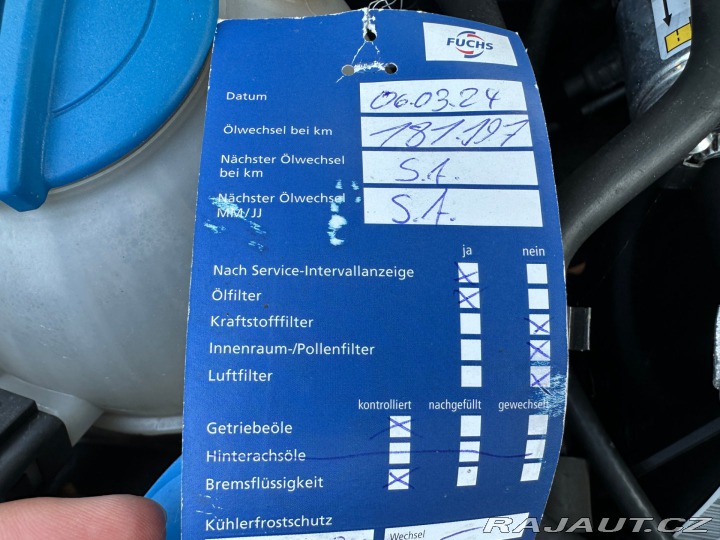 FUCHS
Datum 06.03.24
Ölwechsel bei km 181.197
Nächster Ölwechsel
bei km S.A.
Nächster Ölwechsel
MM/JJ S.A.
ja nein
Nach Service-Intervallanzeige
Ölfilter
Kraftstofffilter
Innenraum-/Pollenfilter
Luftfilter
kontrolliert nachgefüllt gewechselt
Getriebeöle
Hinterachsöle
Bremsflüssigkeit
Kühlerfrostschutz
Wechsel
RAJAUT.CZ